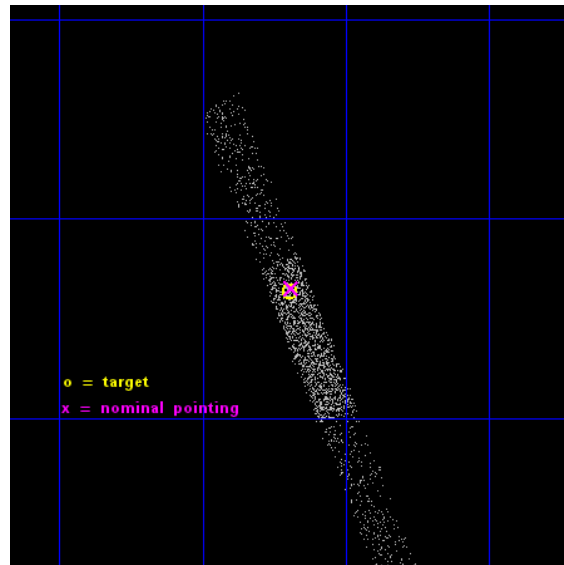 o = target
x = nominal pointing